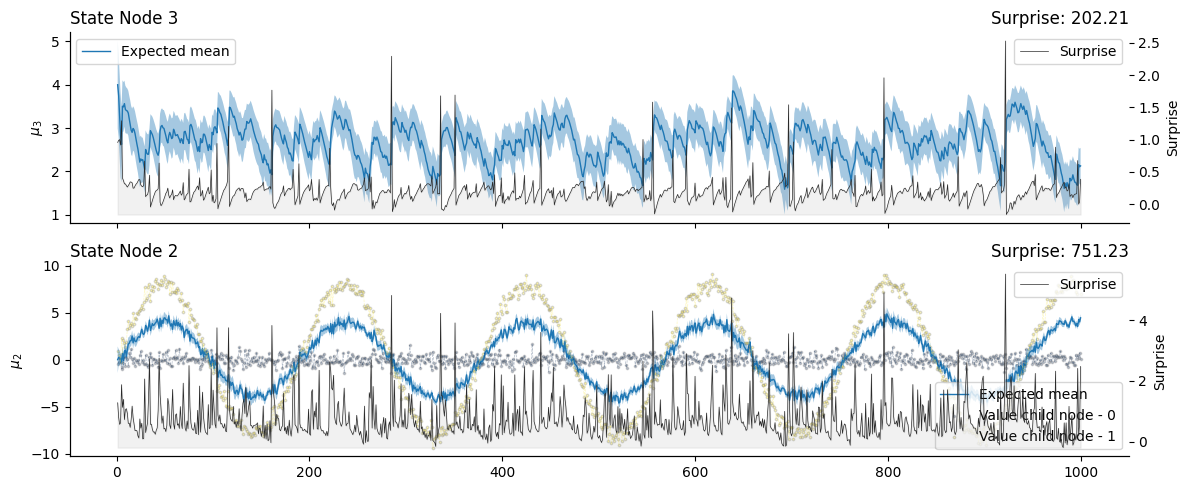 State Node 3
Surprise: 202.21
Expected mean
Surprise
5
4
3
2
1
μ3
2.5
2.0
1.5
1.0
0.5
0.0
Surprise
State Node 2
Surprise: 751.23
Surprise
10
5
0
−5
−10
μ2
4
2
0
Surprise
Expected mean
Value child node - 0
Value child node - 1
0
200
400
600
800
1000